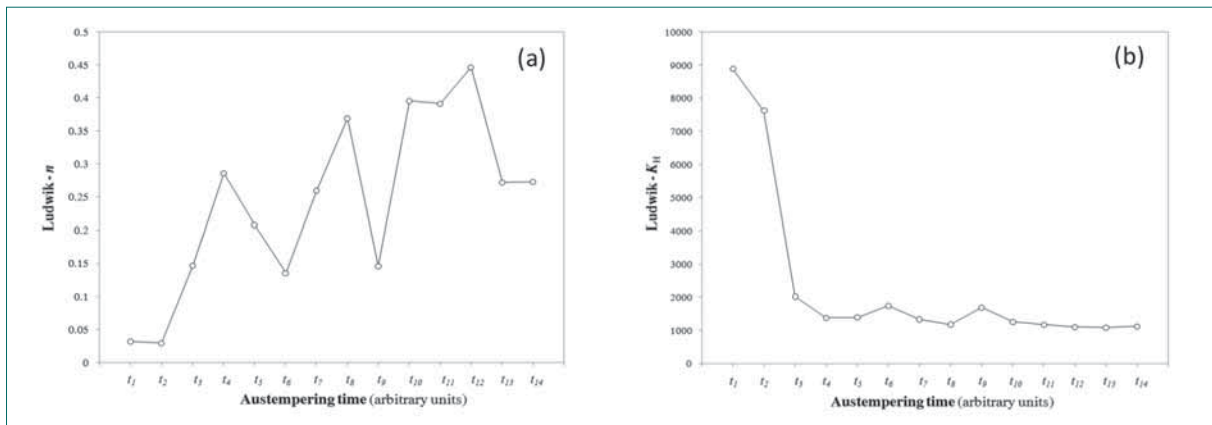 (a)
0.5
0.45
0.4
0.35
0.3
0.25
0.2
0.15
0.1
0.05
0
Ludwik - n
t1 t2 t3 t4 t5 t6 t7 t8 t9 t10 t11 t12 t13 t14
Austempering time (arbitrary units)
(b)
10000
9000
8000
7000
6000
5000
4000
3000
2000
1000
0
Ludwik - KH
t1 t2 t3 t4 t5 t6 t7 t8 t9 t10 t11 t12 t13 t14
Austempering time (arbitrary units)